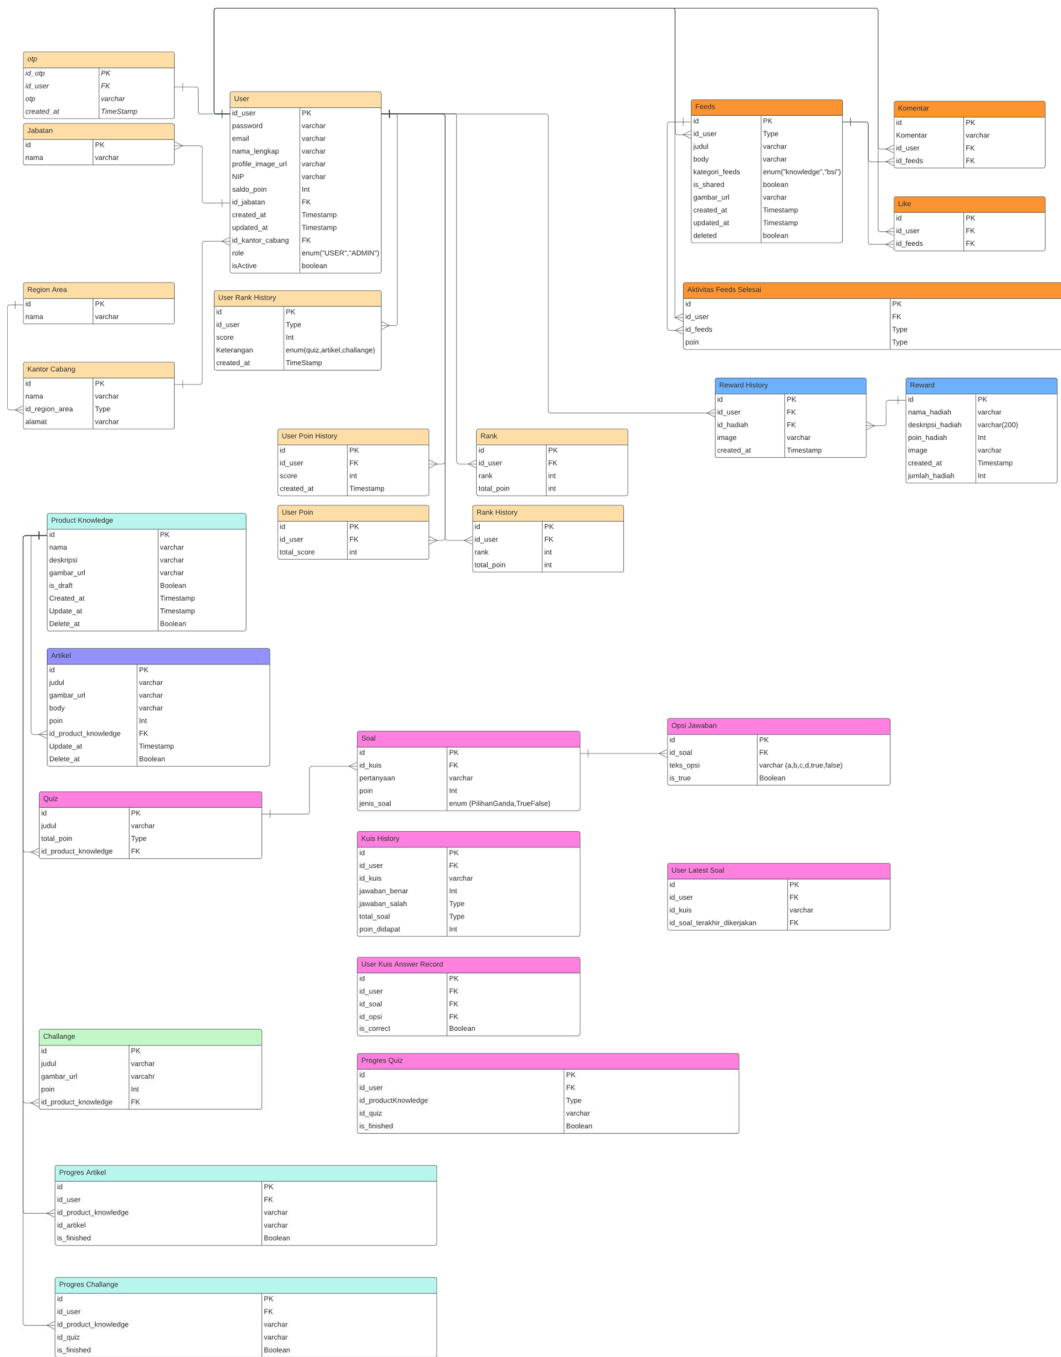 otp
id_otp PK
id_user FK
otp varchar
created_at TimeStamp
Jabatan
id PK
nama varchar
User
id_user PK
password varchar
email varchar
nama_lengkap varchar
profile_image_url varchar
NIP varchar
saldo_poin Int
id_jabatan FK
created_at Timestamp
updated_at Timestamp
id_kantor_cabang FK
role enum("USER","ADMIN")
isActive boolean
Feeds
id PK
id_user Type
judul varchar
body varchar
kategori_feeds enum("knowledge","bsi")
is_shared boolean
gambar_url varchar
created_at Timestamp
updated_at Timestamp
deleted boolean
Komentar
id PK
Komentar varchar
id_user FK
id_feeds FK
Like
id PK
id_user FK
id_feeds FK
Region Area
id PK
nama varchar
User Rank History
id PK
id_user Type
score Int
Keterangan enum(quiz,artikel,challange)
created_at TimeStamp
Aktivitas Feeds Selesai
id PK
id_user FK
id_feeds Type
poin Type
Kantor Cabang
id PK
nama varchar
id_region_area Type
alamat varchar
Reward History
id PK
id_user FK
id_hadiah FK
image varchar
created_at Timestamp
Reward
id PK
nama_hadiah varchar
deskripsi_hadiah varchar(200)
poin_hadiah Int
image varchar
created_at Timestamp
jumlah_hadiah Int
User Poin History
id PK
id_user FK
score int
created_at Timestamp
Rank
id PK
id_user FK
rank int
total_poin int
User Poin
id PK
id_user FK
total_score int
Rank History
id PK
id_user FK
rank int
total_poin int
Product Knowledge
id PK
nama varchar
deskripsi varchar
gambar_url varchar
is_draft Boolean
Created_at Timestamp
Update_at Timestamp
Delete_at Boolean
Artikel
id PK
judul varchar
gambar_url varchar
body varchar
poin Int
id_product_knowledge FK
Update_at Timestamp
Delete_at Boolean
Quiz
id PK
judul varchar
total_poin Type
id_product_knowledge FK
Soal
id PK
id_kuis FK
pertanyaan varchar
poin Int
jenis_soal enum (PilihanGanda,TrueFalse)
Opsi Jawaban
id PK
id_soal FK
teks_opsi varchar (a,b,c,d,true,false)
is_true Boolean
Kuis History
id PK
id_user FK
id_kuis varchar
jawaban_benar Int
jawaban_salah Type
total_soal Type
poin_didapat Int
User Latest Soal
id PK
id_user FK
id_kuis varchar
id_soal_terakhir_dikerjakan FK
User Kuis Answer Record
id PK
id_user FK
id_soal FK
id_opsi FK
is_correct Boolean
Challange
id PK
judul varchar
gambar_url varcahr
poin Int
id_product_knowledge FK
Progres Quiz
id PK
id_user FK
id_productKnowledge Type
id_quiz varchar
is_finished Boolean
Progres Artikel
id PK
id_user FK
id_product_knowledge varchar
id_artikel varchar
is_finished Boolean
Progres Challange
id PK
id_user FK
id_product_knowledge varchar
id_quiz varchar
is_finished Boolean